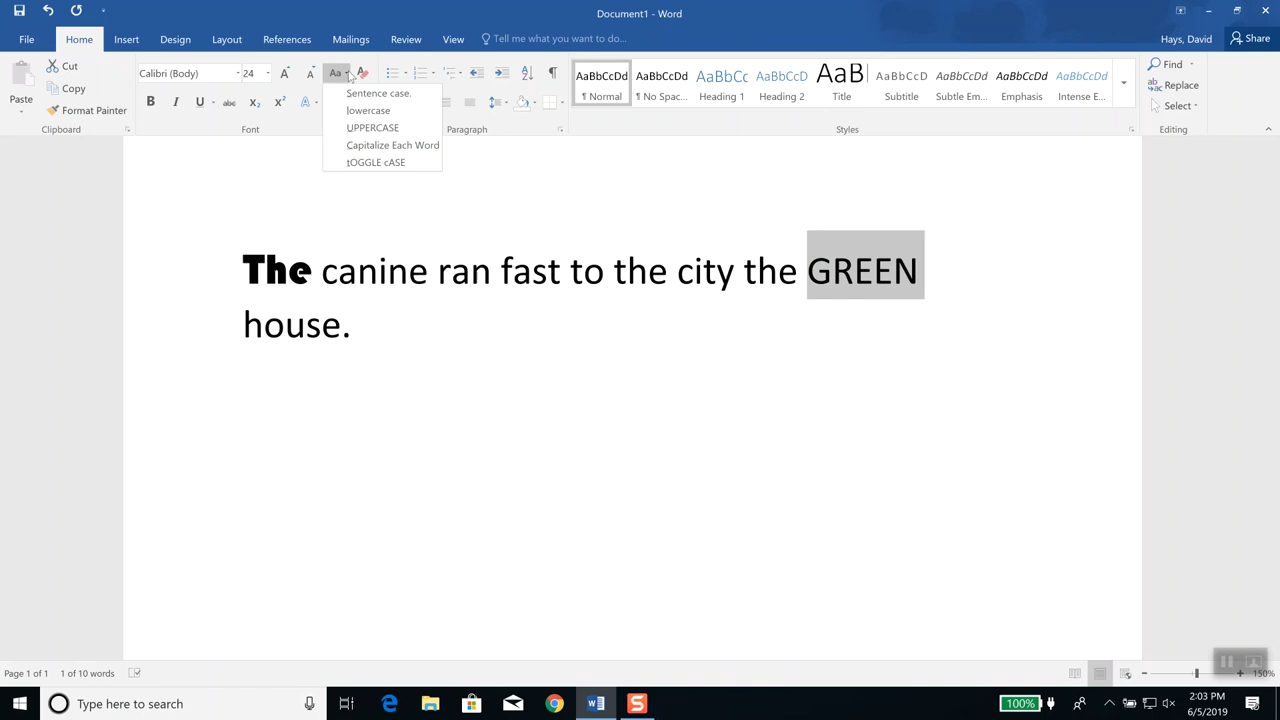 Document1 - Word
File Home Insert Design Layout References Mailings Review View Tell me what you want to do... Hays, David Share
Cut
Copy
Format Painter
Paste
Clipboard
Calibri (Body) 24 Aa
B I U abc X₂ X² A
Font
Sentence case.
lowercase
UPPERCASE
Capitalize Each Word
tOGGLE cASE
Paragraph
AaBbCcDd AaBbCcDd AaBbCc AaBbCcD AaB AaBbCcD AaBbCcDd AaBbCcDd AaBbCcDd
¶ Normal ¶ No Spac... Heading 1 Heading 2 Title Subtitle Subtle Em... Emphasis Intense E...
Styles
Find
Replace
Select
Editing
The canine ran fast to the city the GREEN
house.
Page 1 of 1 1 of 10 words 150%
Type here to search S 100% 2:03 PM
6/5/2019